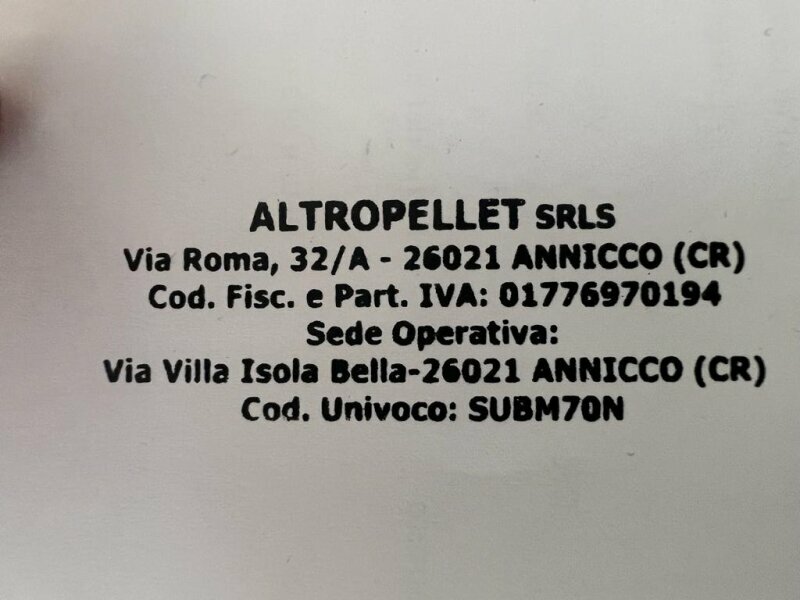 ALTROPELLET SRLS
Via Roma, 32/A - 26021 ANNICCO (CR)
Cod. Fisc. e Part. IVA: 01776970194
Sede Operativa:
Via Villa Isola Bella-26021 ANNICCO (CR)
Cod. Univoco: SUBM70N